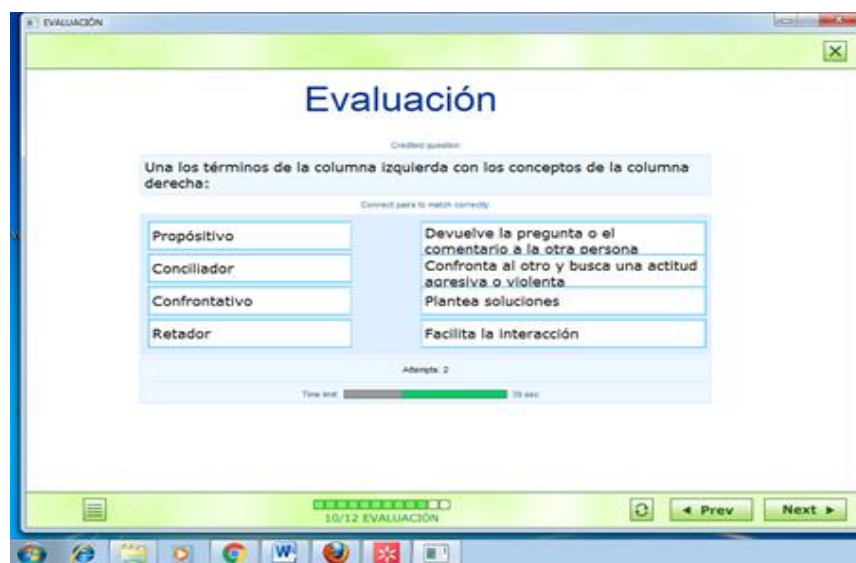 EVALUACIÓN
Evaluación
Credited question
Una los términos de la columna izquierda con los conceptos de la columna
derecha:
Connect pairs to match correctly
Propósitivo
Devuelve la pregunta o el
comentario a la otra persona
Conciliador
Confronta al otro y busca una actitud
agresiva o violenta
Confrontativo
Plantea soluciones
Retador
Facilita la interacción
Attempts: 2
Time limit:
sec
10/12 EVALUACIÓN
Prev
Next